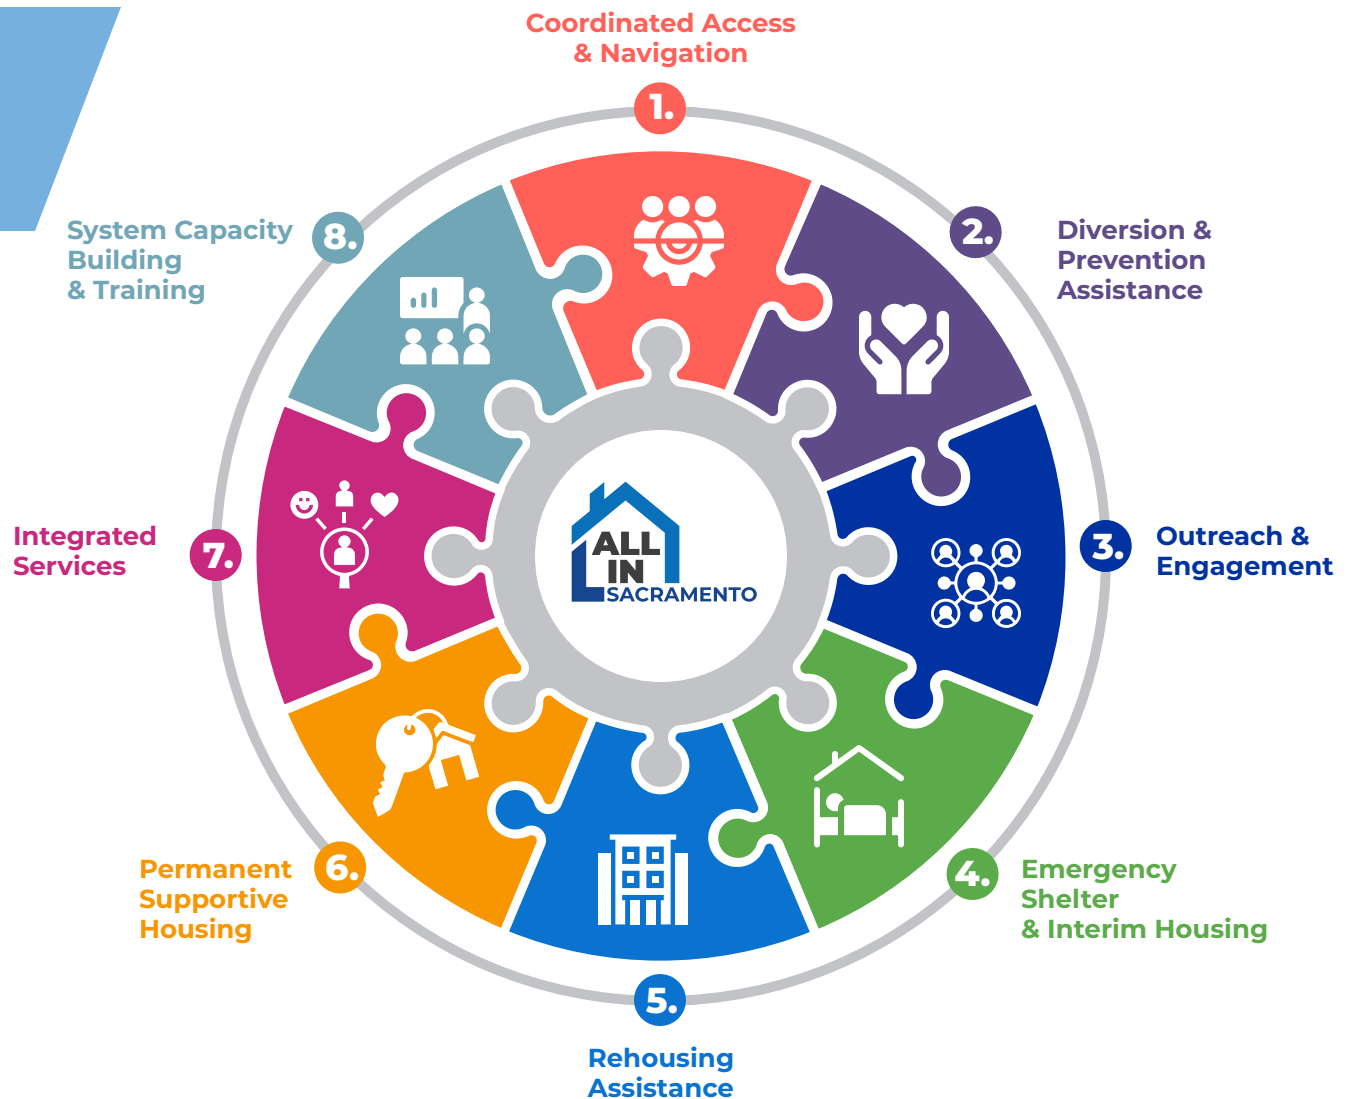 Coordinated Access
& Navigation
1.
2.
Diversion &
Prevention
Assistance
3.
Outreach &
Engagement
4.
Emergency
Shelter
& Interim Housing
5.
Rehousing
Assistance
6.
Permanent
Supportive
Housing
7.
Integrated
Services
8.
System Capacity
Building
& Training
ALL
IN
SACRAMENTO